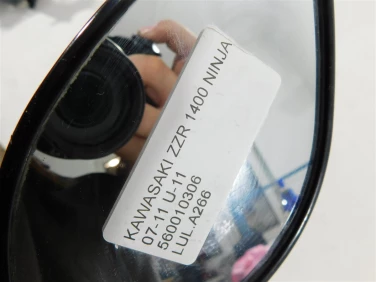 KAWASAKI ZZR 1400 NINJA
07-11 U-11
560010306
LUL.A266